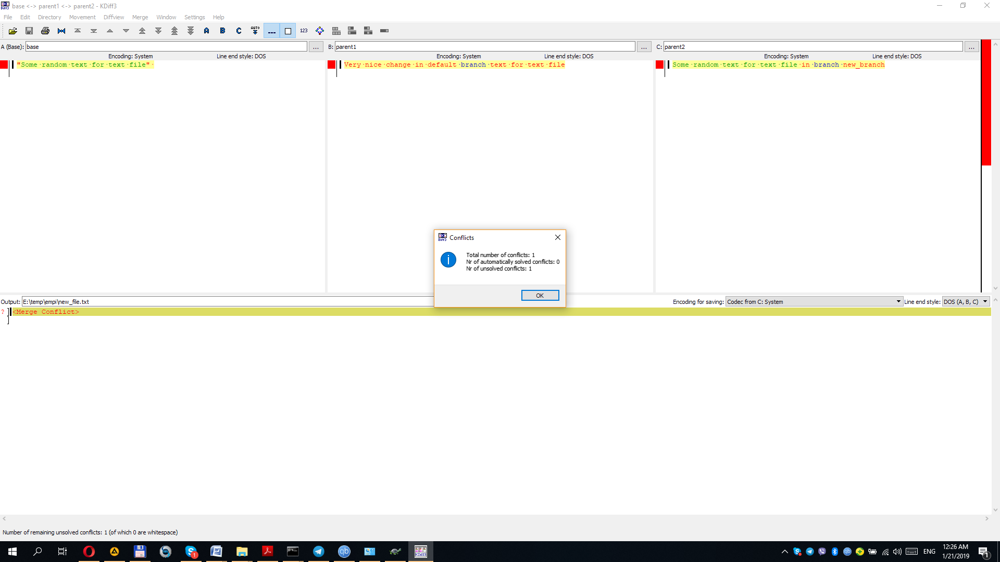 base <-> parent1 <-> parent2 - KDiff3
File Edit Directory Movement Diffview Merge Window Settings Help
AUTO
A B C 123
A (Base): base ... B: parent1 ... C: parent2 ...
Encoding: System Line end style: DOS Encoding: System Line end style: DOS Encoding: System Line end style: DOS
"Some·random·text·for·text·file"·
Very·nice·change·in·default·branch·text·for·text·file
Some·random·text·for·text·file·in·branch·new_branch
Conflicts
Total number of conflicts: 1
Nr of automatically solved conflicts: 0
Nr of unsolved conflicts: 1
OK
Output: E:\temp\empi\new_file.txt Encoding for saving: Codec from C: System Line end style: DOS (A, B, C)
? <Merge Conflict>
Number of remaining unsolved conflicts: 1 (of which 0 are whitespace)
ENG
12:26 AM
1/21/2019